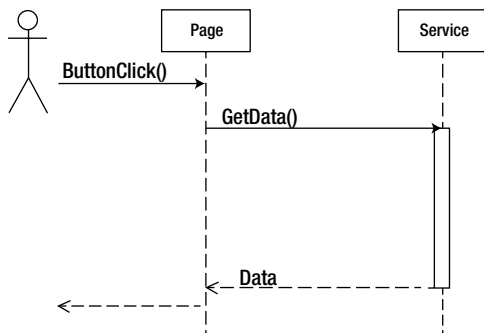 Page
Service
ButtonClick()
GetData()
Data